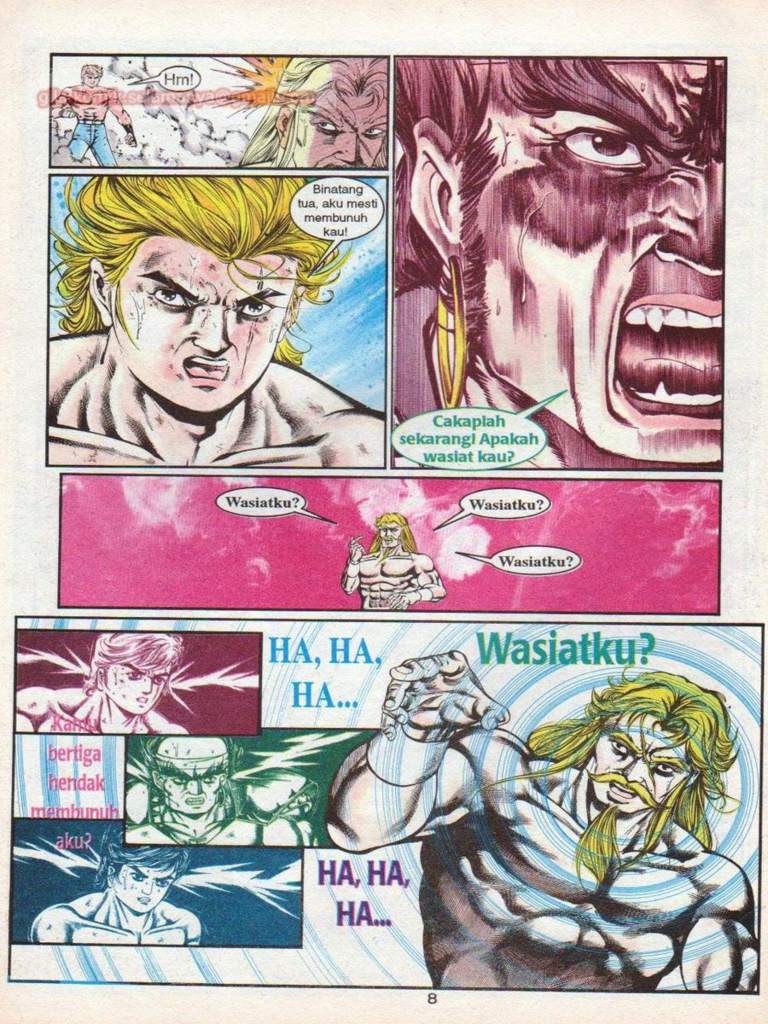 Hm!
Binatang
tua, aku mesti
membunuh
kau!
Cakaplah
sekarang! Apakah
wasiat kau?
Wasiatku?
Wasiatku?
Wasiatku?
HA, HA,
HA...
Wasiatku?
Kamu
bertiga
hendak
membunuh
aku?
HA, HA,
HA...
8